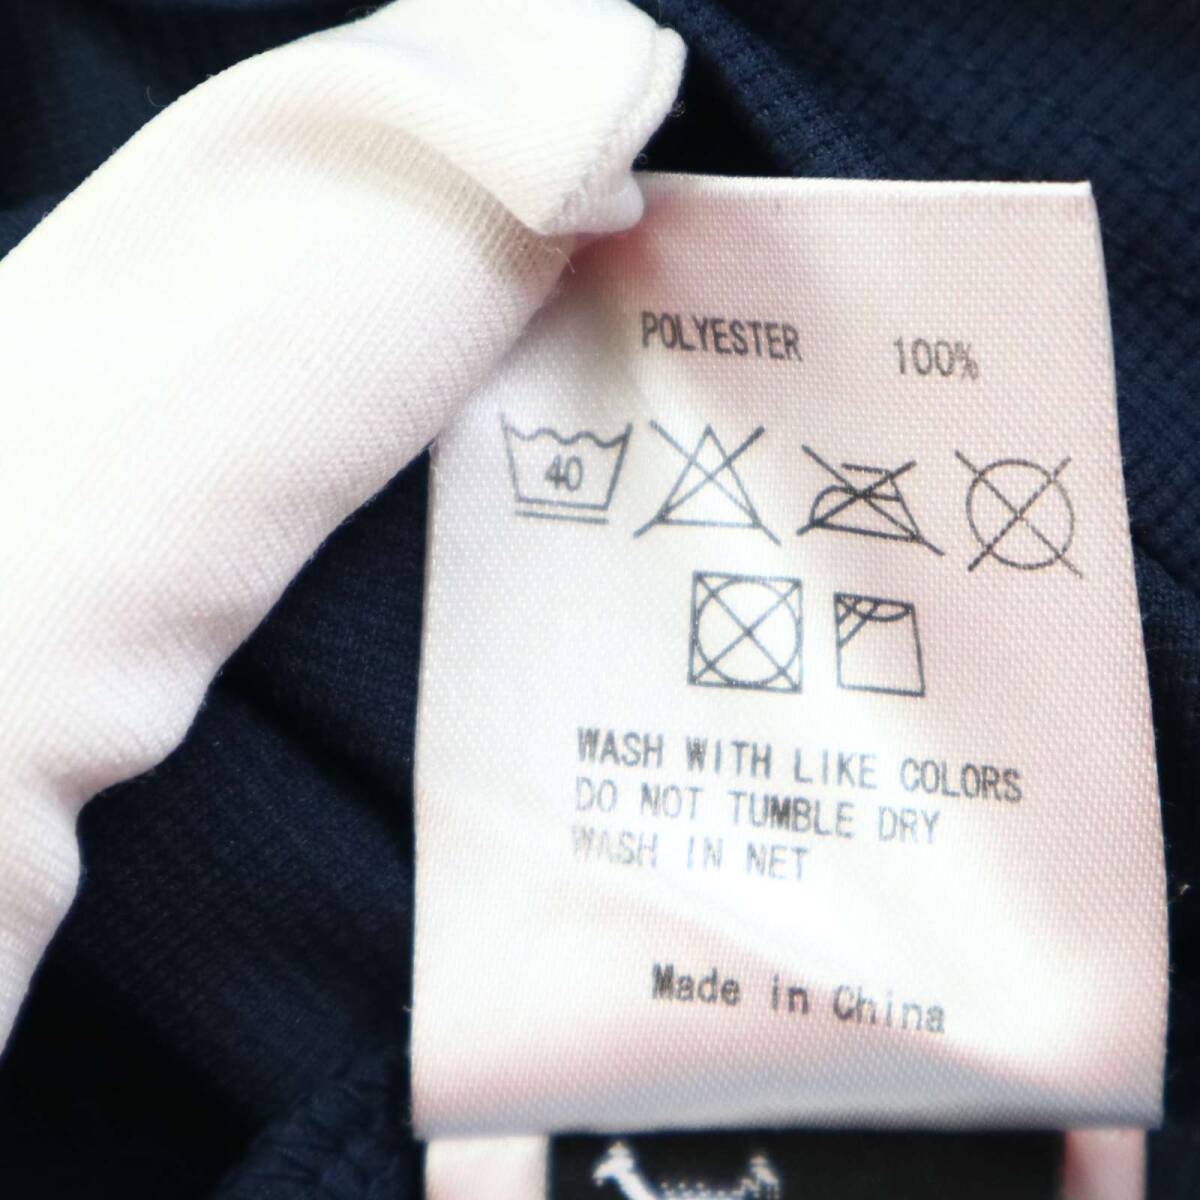 POLYESTER 100%
40
WASH WITH LIKE COLORS
DO NOT TUMBLE DRY
WASH IN NET
Made in China